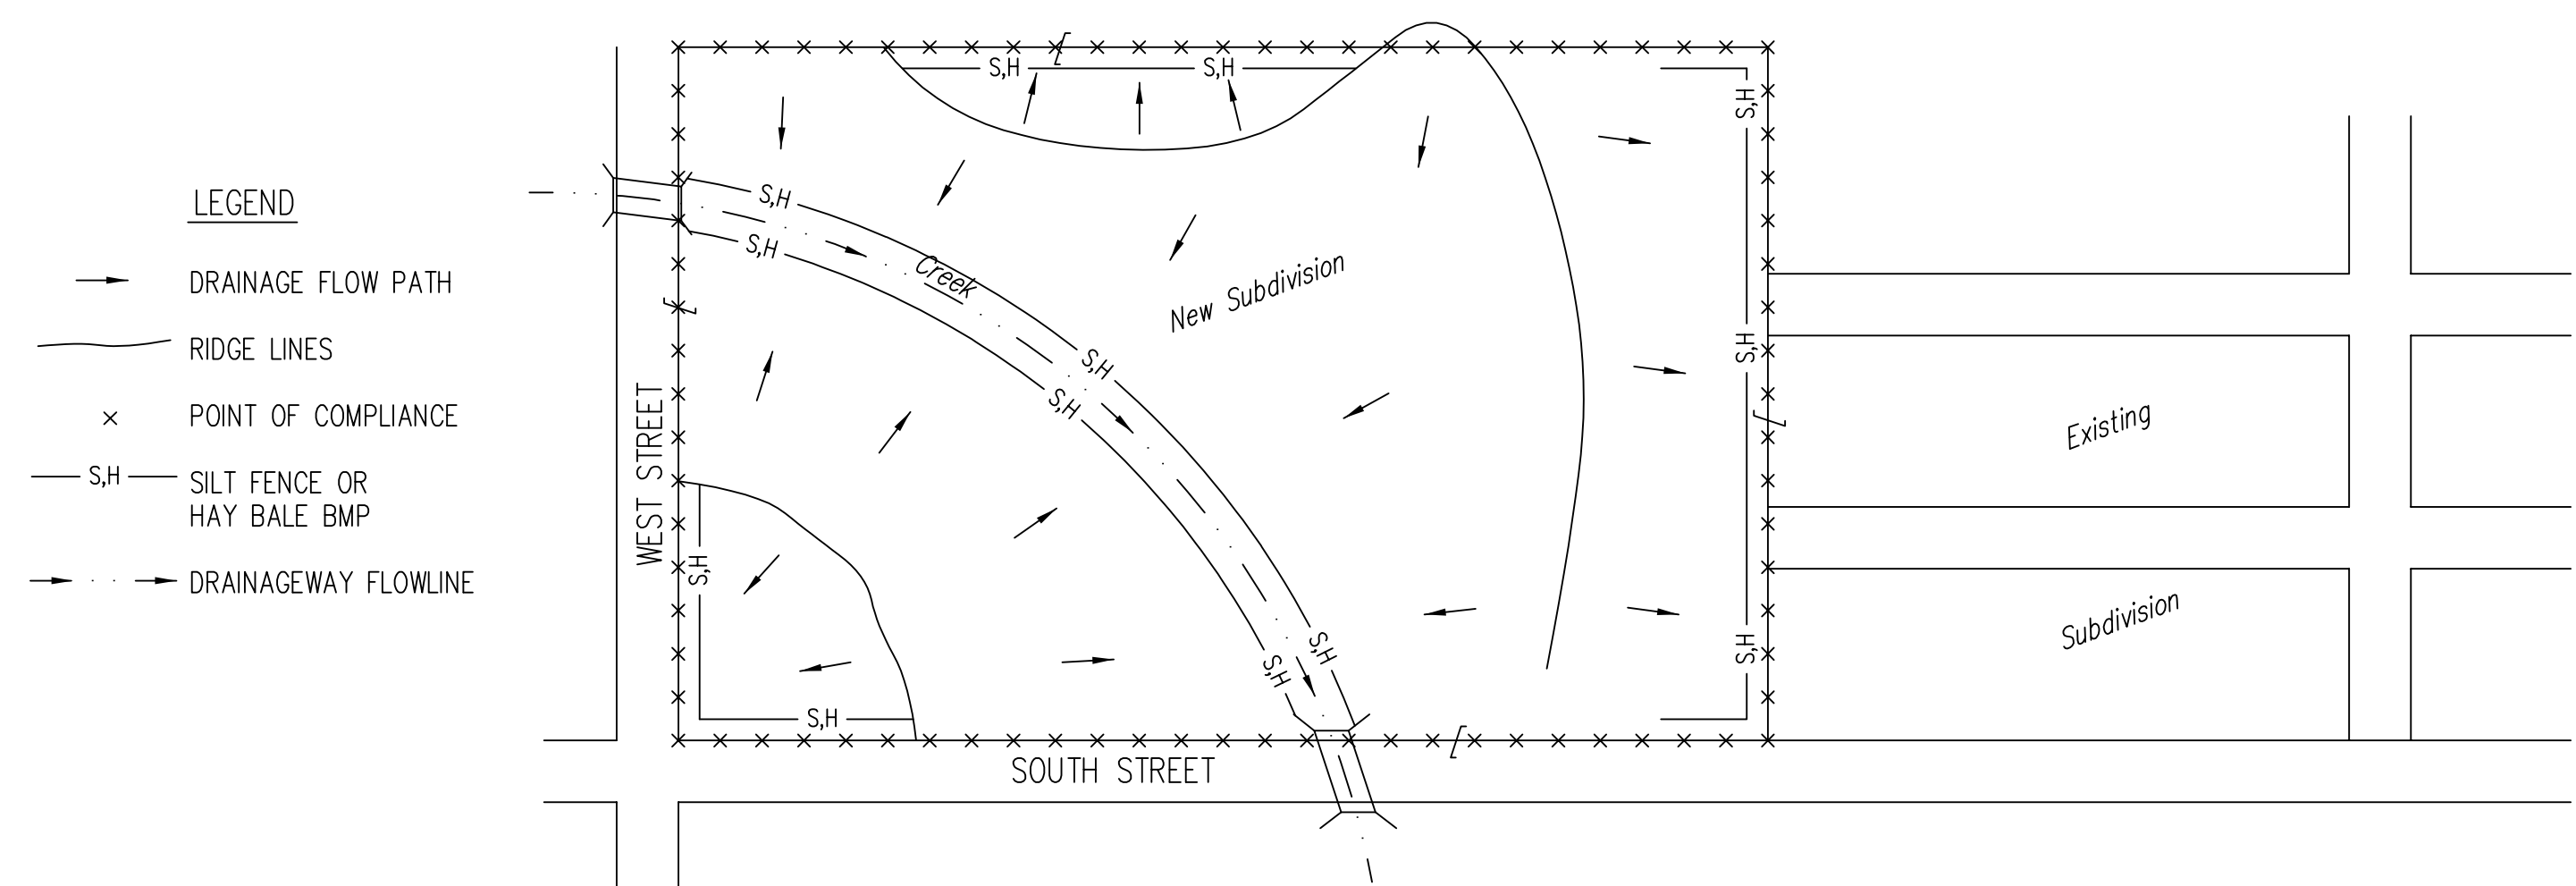 LEGEND
DRAINAGE FLOW PATH
RIDGE LINES
POINT OF COMPLIANCE
S,H
SILT FENCE OR
HAY BALE BMP
DRAINAGEWAY FLOWLINE
S,H
S,H
S,H
S,H
S,H
Creek
New Subdivision
S,H
S,H
S,H
WEST STREET
Existing
S,H
Subdivision
S,H
S,H
S,H
S,H
SOUTH STREET